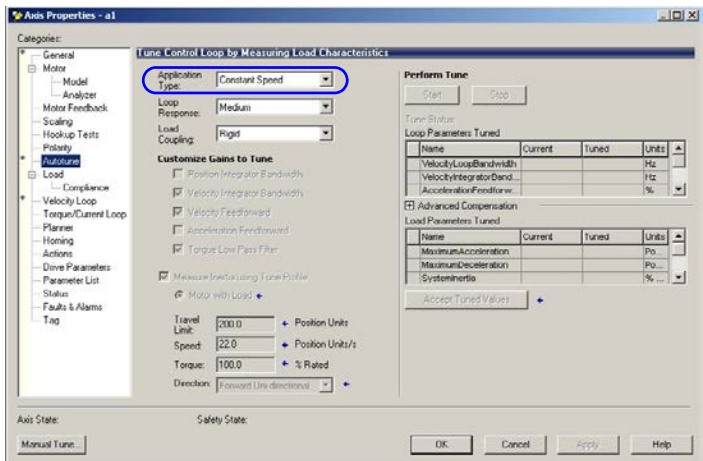 Axis Properties - a1
Categories:
* General
Motor
Model
Analyzer
Motor Feedback
Scaling
Hookup Tests
Polarity
* Autotune
Load
Compliance
* Velocity Loop
Torque/Current Loop
Planner
Homing
Actions
Drive Parameters
Parameter List
Status
Faults & Alarms
Tag
Tune Control Loop by Measuring Load Characteristics
Application Type: Constant Speed
Loop Response: Medium
Load Coupling: Rigid
Customize Gains to Tune
Position Integrator Bandwidth
Velocity Integrator Bandwidth
Velocity Feedforward
Acceleration Feedforward
Torque Low Pass Filter
Measure Inertia using Tune Profile
Motor with Load
Travel Limit: 200.0 Position Units
Speed: 22.0 Position Units/s
Torque: 100.0 % Rated
Direction: Forward Uni-directional
Perform Tune
Start Stop
Tune Status:
Loop Parameters Tuned
Name Current Tuned Units
VelocityLoopBandwidth Hz
VelocityIntegratorBand... Hz
AccelerationFeedforw... %
Advanced Compensation
Load Parameters Tuned
Name Current Tuned Units
MaximumAcceleration Po...
MaximumDeceleration Po...
SystemInertia % ...
Accept Tuned Values
Axis State: Safety State:
Manual Tune... OK Cancel Apply Help